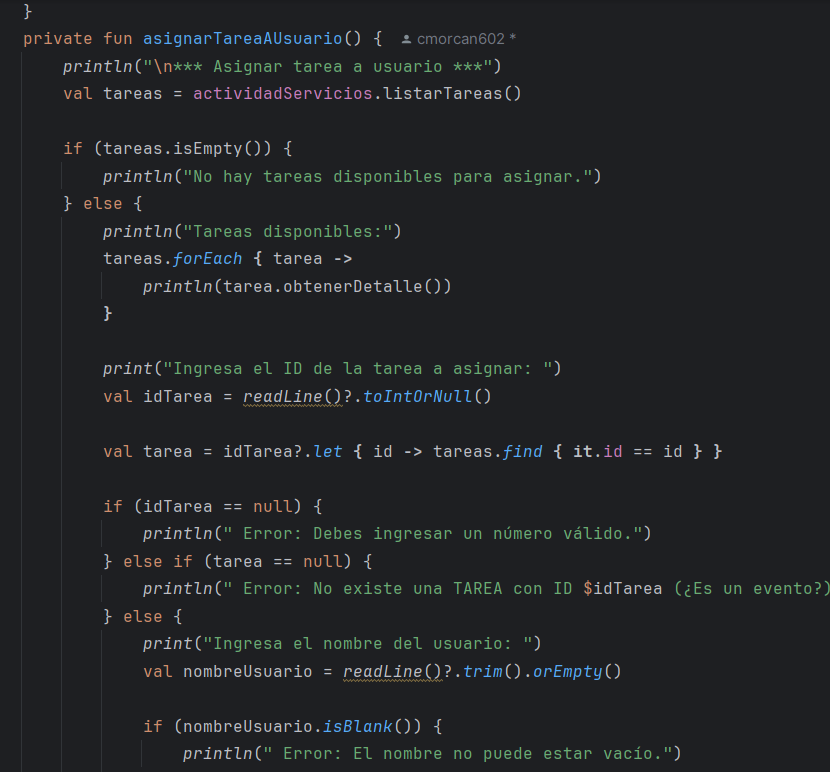 }
private fun asignarTareaAUsuario() { cmorcan602 *
println("\n*** Asignar tarea a usuario ***")
val tareas = actividadServicios.listarTareas()
if (tareas.isEmpty()) {
println("No hay tareas disponibles para asignar.")
} else {
println("Tareas disponibles:")
tareas.forEach { tarea ->
println(tarea.obtenerDetalle())
}
print("Ingresa el ID de la tarea a asignar: ")
val idTarea = readLine()?.toIntOrNull()
val tarea = idTarea?.let { id -> tareas.find { it.id == id } }
if (idTarea == null) {
println(" Error: Debes ingresar un número válido.")
} else if (tarea == null) {
println(" Error: No existe una TAREA con ID $idTarea (¿Es un evento?)
} else {
print("Ingresa el nombre del usuario: ")
val nombreUsuario = readLine()?.trim().orEmpty()
if (nombreUsuario.isBlank()) {
println(" Error: El nombre no puede estar vacío.")